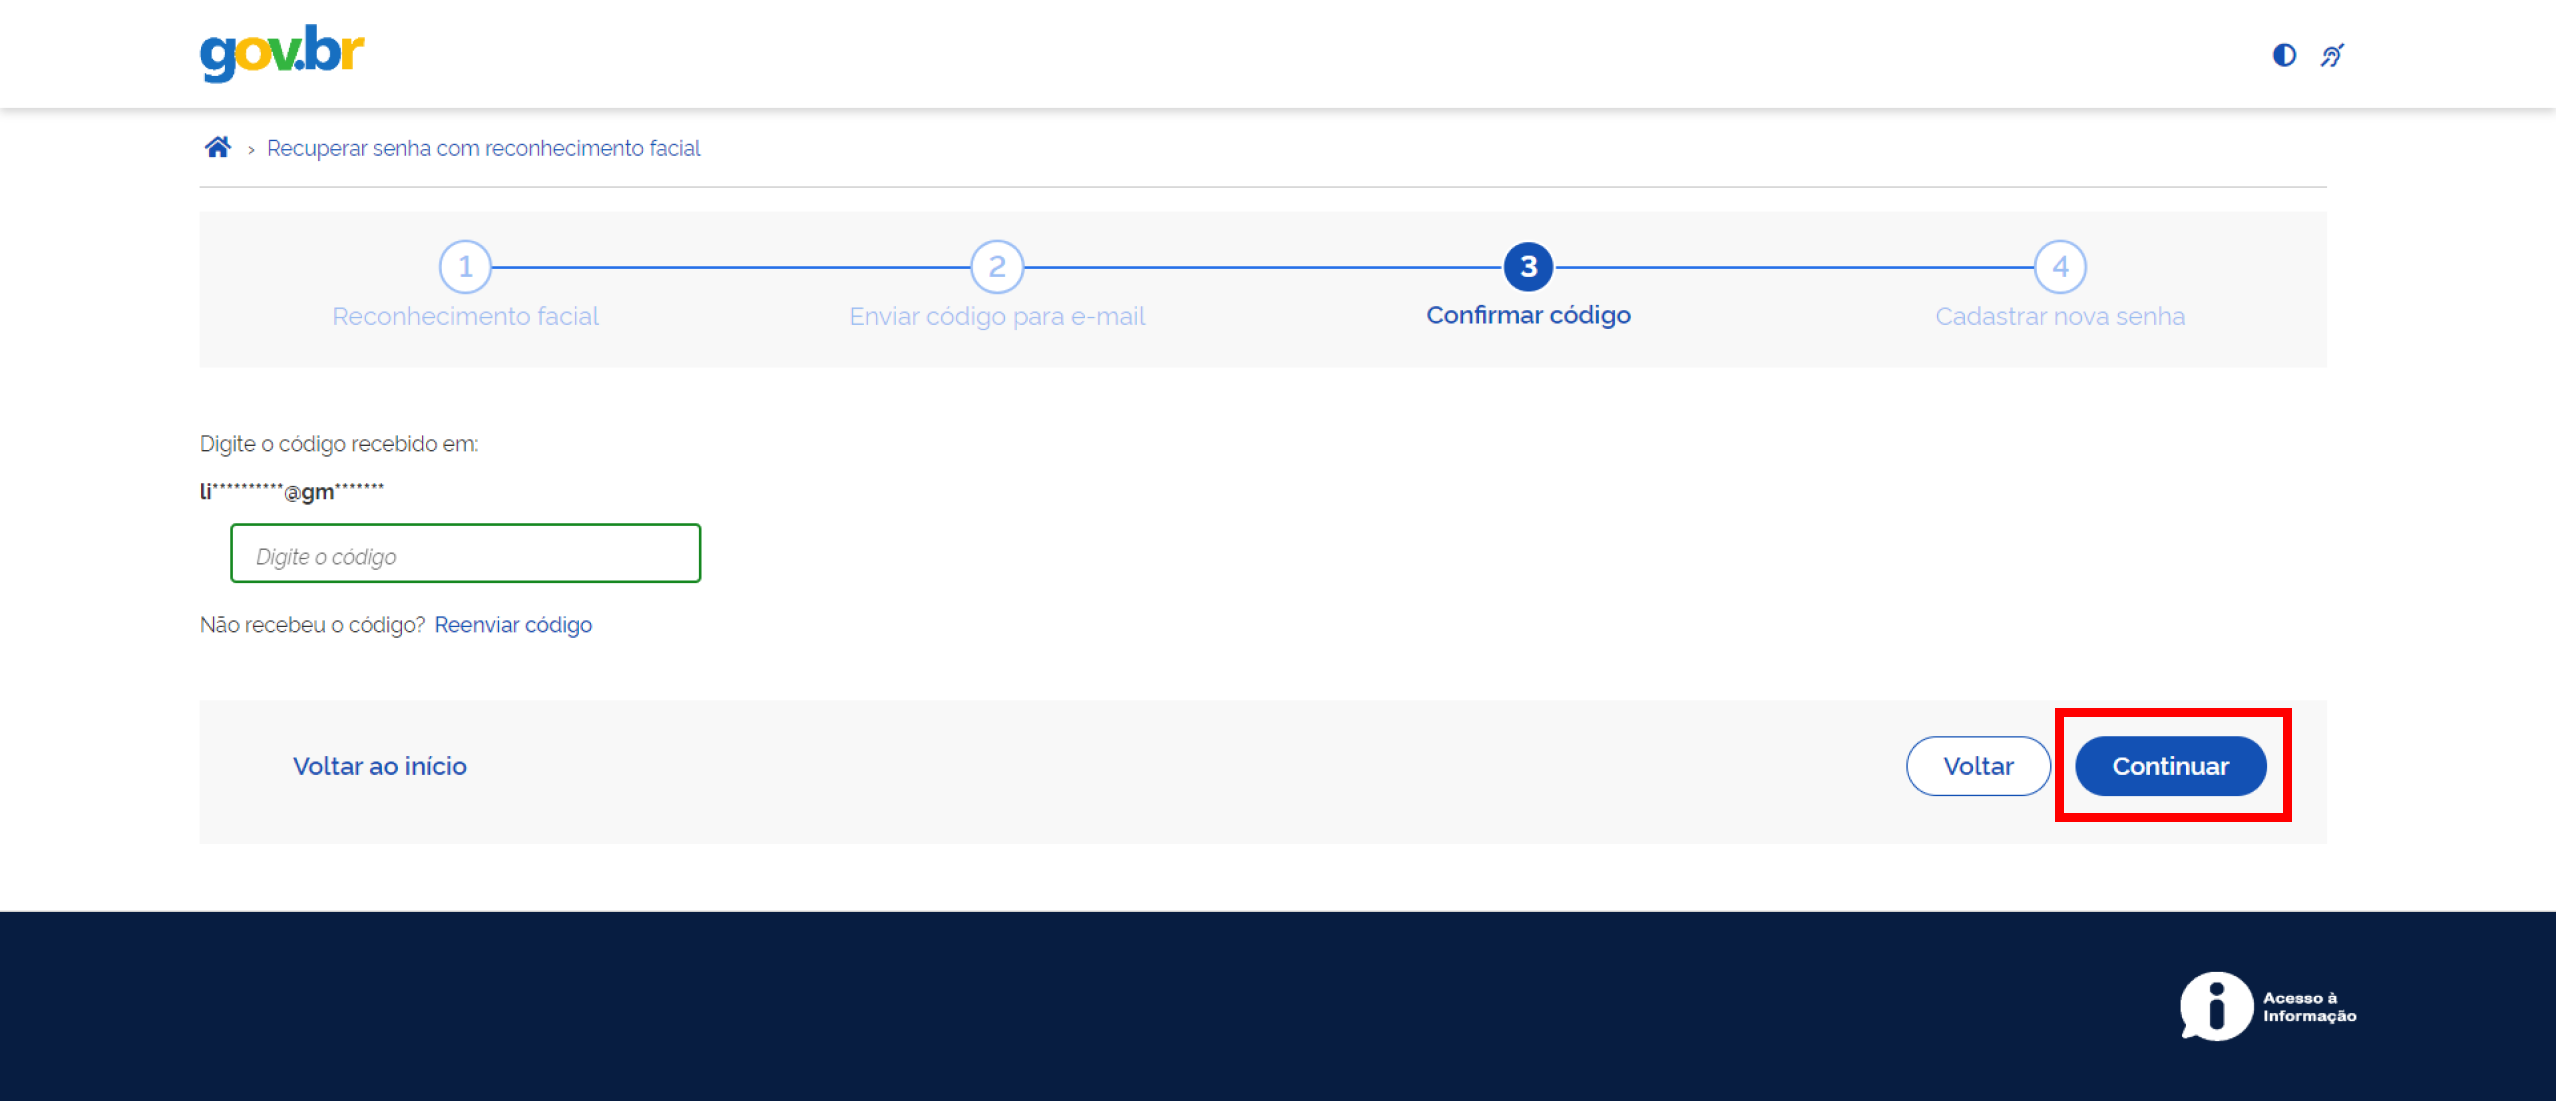 gov.br
› Recuperar senha com reconhecimento facial
1
Reconhecimento facial
2
Enviar código para e-mail
3
Confirmar código
4
Cadastrar nova senha
Digite o código recebido em:
li**********@gm*******
Digite o código
Não recebeu o código? Reenviar código
Voltar ao início
Voltar
Continuar
Acesso à
Informação